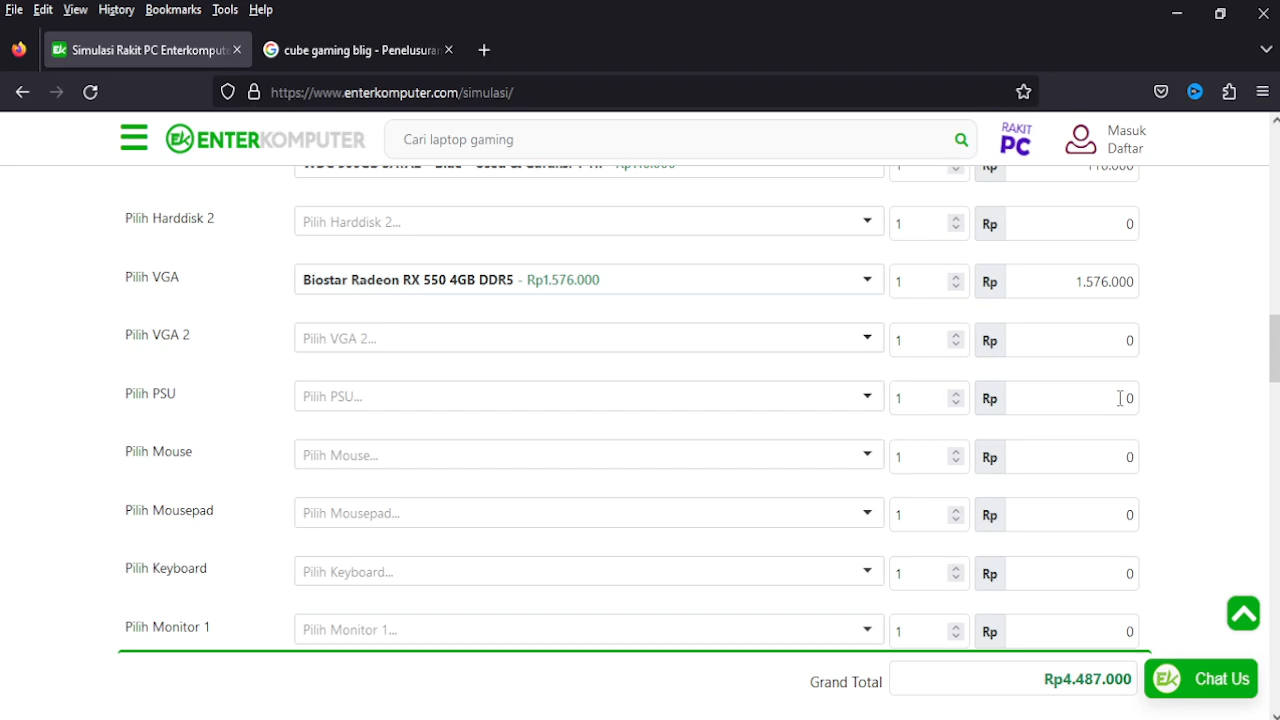 File Edit View History Bookmarks Tools Help
Simulasi Rakit PC Enterkompute
cube gaming blig - Penelusuran
https://www.enterkomputer.com/simulasi/
ENTERKOMPUTER
Cari laptop gaming
RAKIT PC
Masuk
Daftar
1 Rp 110.000
Pilih Harddisk 2 Pilih Harddisk 2... 1 Rp 0
Pilih VGA Biostar Radeon RX 550 4GB DDR5 - Rp1.576.000 1 Rp 1.576.000
Pilih VGA 2 Pilih VGA 2... 1 Rp 0
Pilih PSU Pilih PSU... 1 Rp 0
Pilih Mouse Pilih Mouse... 1 Rp 0
Pilih Mousepad Pilih Mousepad... 1 Rp 0
Pilih Keyboard Pilih Keyboard... 1 Rp 0
Pilih Monitor 1 Pilih Monitor 1... 1 Rp 0
Grand Total Rp4.487.000
Chat Us